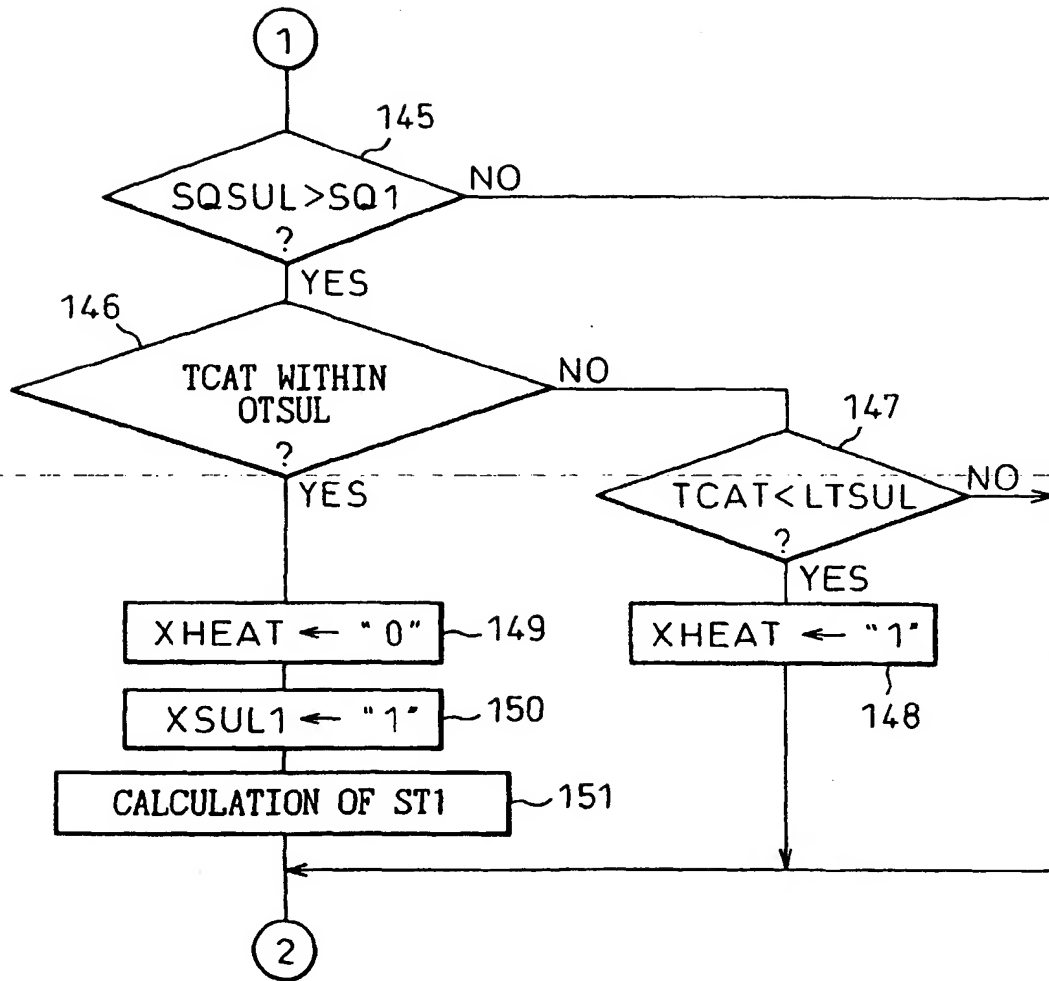 1
145
SQSUL>SQ1
?
NO
YES
146
TCAT WITHIN
OTSUL
?
NO
YES
147
TCAT<LTSUL
?
NO
YES
XHEAT ← "0"
149
XHEAT ← "1"
148
XSUL1 ← "1"
150
CALCULATION OF ST1
151
2